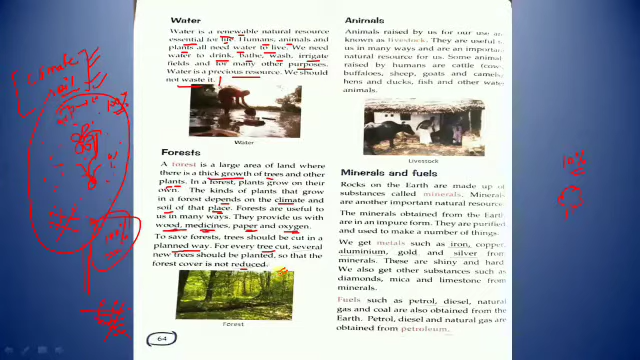 Water
Water is a renewable natural resource
essential for life. Humans, animals and
plants all need water to live. We need
water to drink, bathe, wash, irrigate
fields and for many other purposes.
Water is a precious resource. We should
not waste it.
Water
Forests
A forest is a large area of land where
there is a thick growth of trees and other
plants. In a forest, plants grow on their
own. The kinds of plants that grow
in a forest depends on the climate and
soil of that place. Forests are useful to
us in many ways. They provide us with
wood, medicines, paper and oxygen.
To save forests, trees should be cut in a
planned way. For every tree cut, several
new trees should be planted, so that the
forest cover is not reduced.
Forest
64
Animals
Animals raised by us for our use are
known as livestock. They are useful
us in many ways and are an important
natural resource for us. Some animal
raised by humans are cattle (cow
buffaloes, sheep, goats and camels
hens and ducks, fish and other wate
animals.
Livestock
Minerals and fuels
Rocks on the Earth are made up o
substances called minerals. Mineral
are another important natural resource
The minerals obtained from the Earth
are in an impure form. They are purified
and used to make a number of things.
We get metals such as iron, copper,
aluminium, gold and silver from
minerals. These are shiny and hard
We also get other substances such as
diamonds, mica and limestone from
minerals.
Fuels such as petrol, diesel, natural
gas and coal are also obtained from the
Earth. Petrol, diesel and natural gas are
obtained from petroleum.
climate
100%
10%